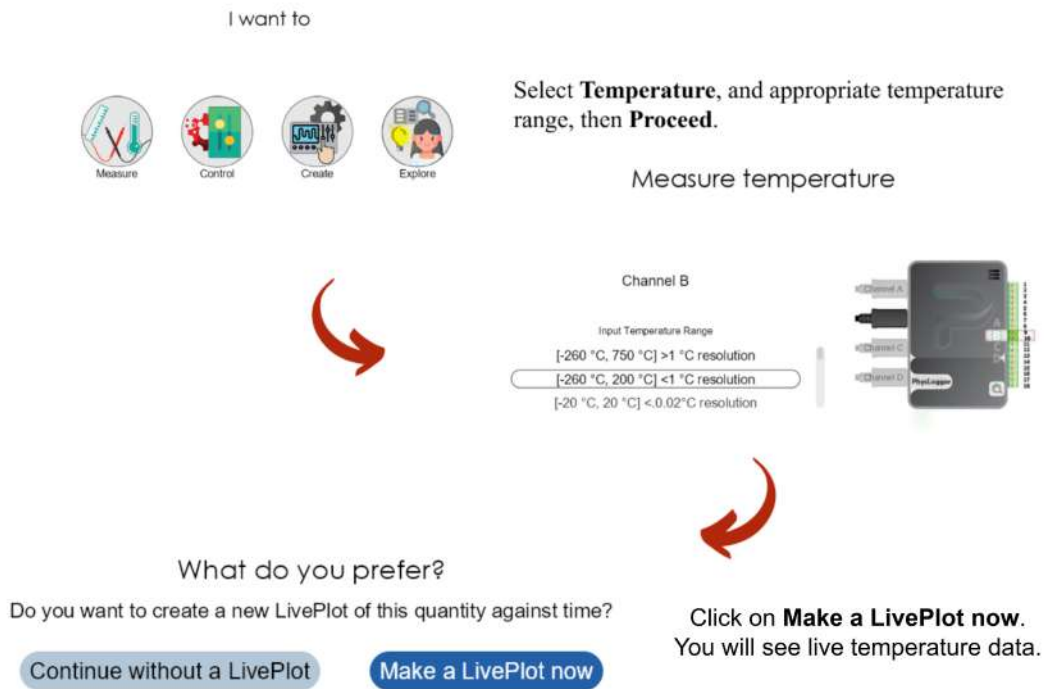 I want to
Measure
Control
Create
Explore
Select Temperature, and appropriate temperature
range, then Proceed.
Measure temperature
Channel B
Input Temperature Range
[-260 °C, 750 °C] >1 °C resolution
[-260 °C, 200 °C] <1 °C resolution
[-20 °C, 20 °C] <.0.02°C resolution
Channel A
Channel C
Channel D
PhysLogger
What do you prefer?
Do you want to create a new LivePlot of this quantity against time?
Continue without a LivePlot
Make a LivePlot now
Click on Make a LivePlot now.
You will see live temperature data.